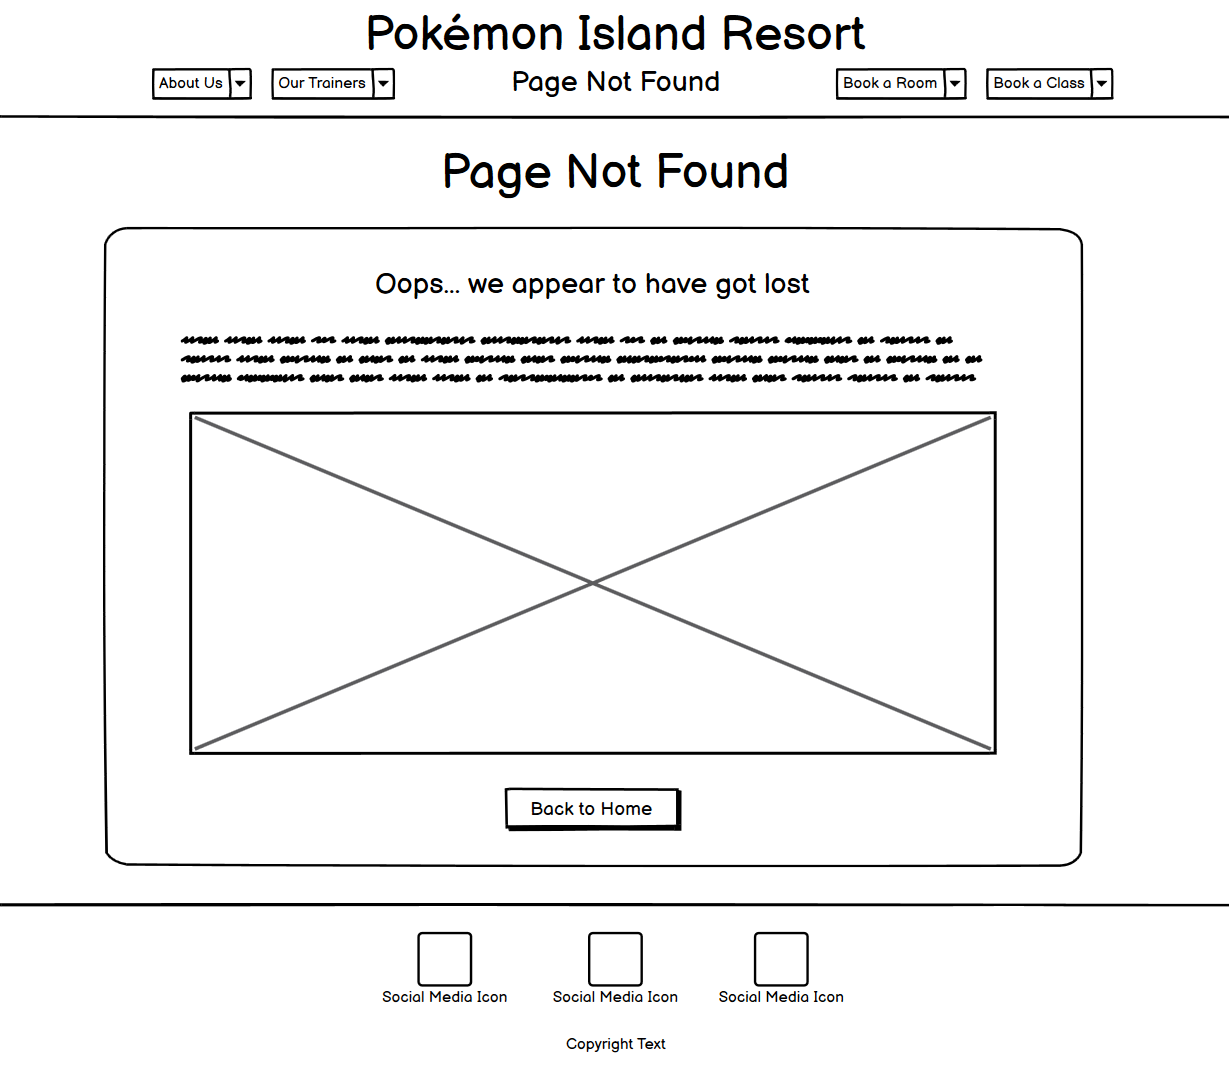 Pokémon Island Resort
About Us Our Trainers Page Not Found Book a Room Book a Class
Page Not Found
Oops... we appear to have got lost
Back to Home
Social Media Icon Social Media Icon Social Media Icon
Copyright Text